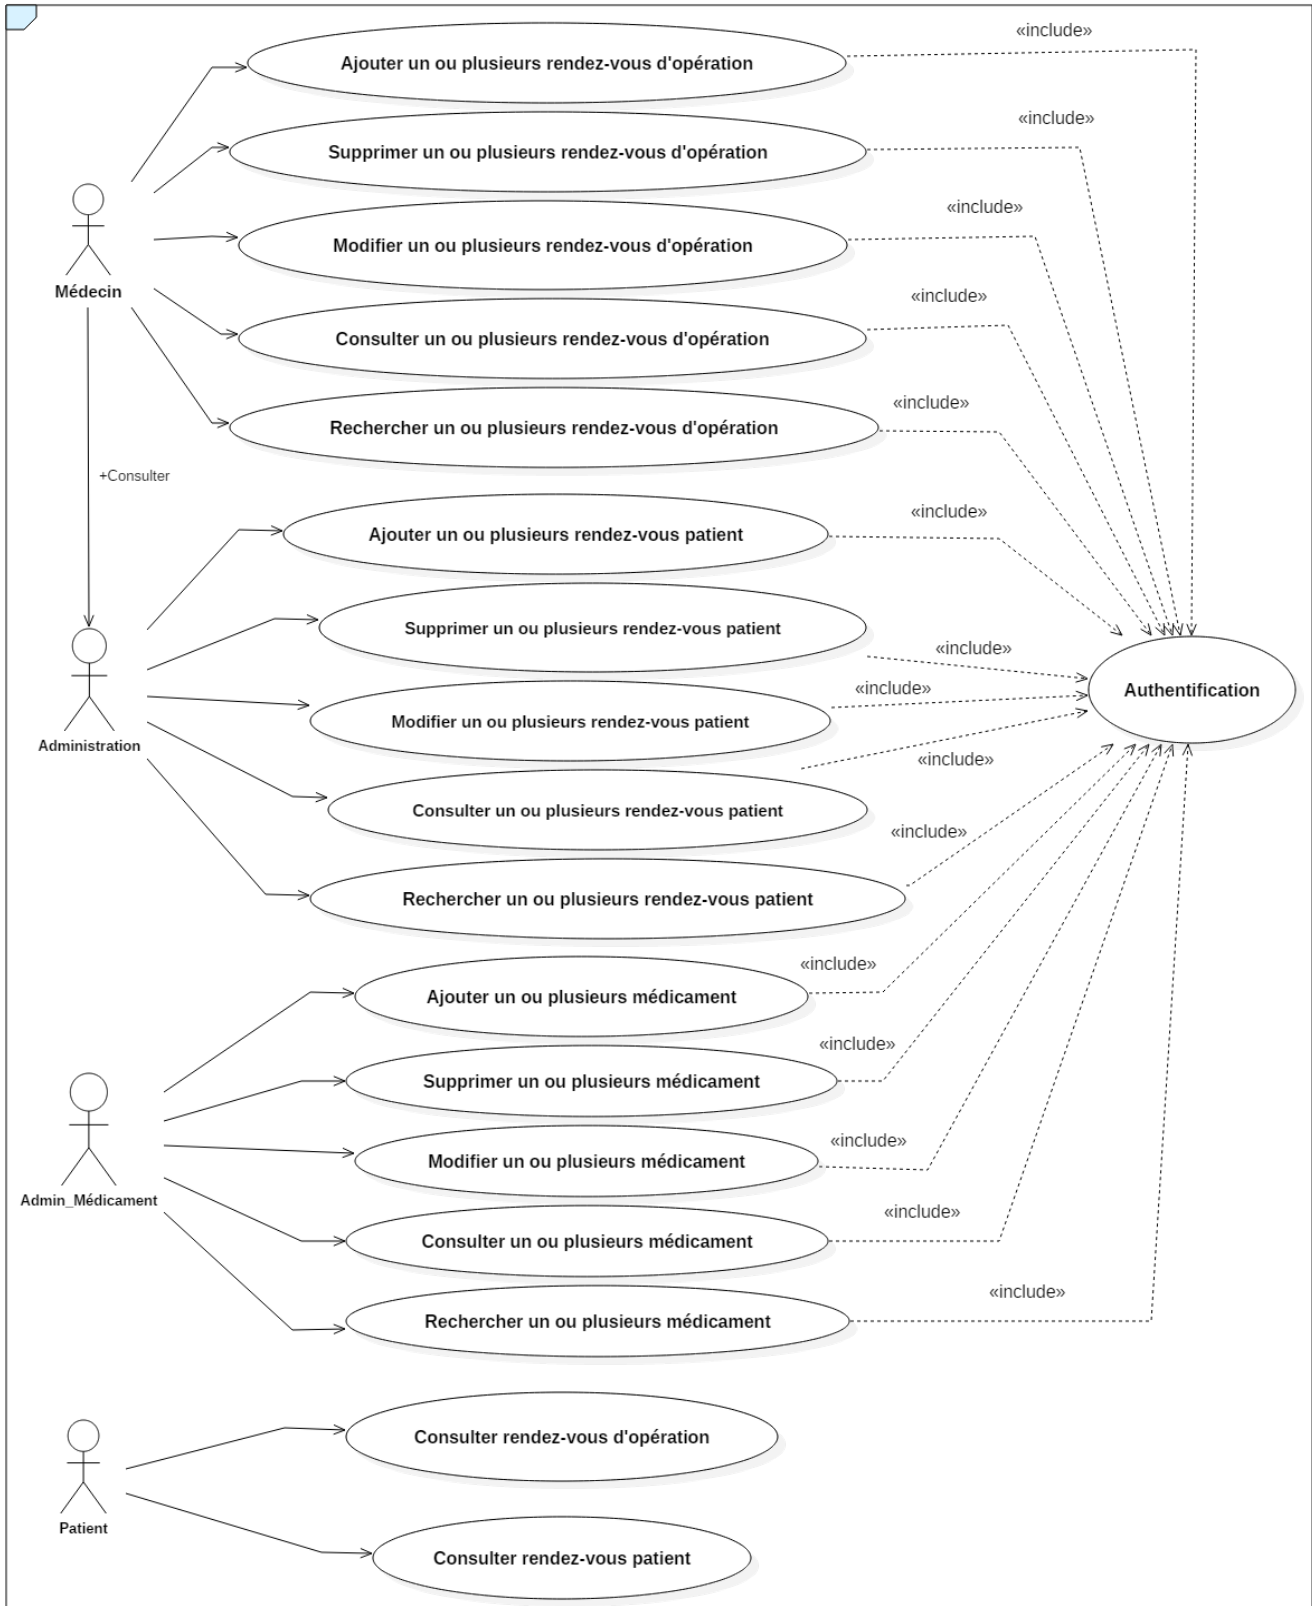 «include»
Ajouter un ou plusieurs rendez-vous d'opération
«include»
Supprimer un ou plusieurs rendez-vous d'opération
«include»
Modifier un ou plusieurs rendez-vous d'opération
Médecin
«include»
Consulter un ou plusieurs rendez-vous d'opération
«include»
Rechercher un ou plusieurs rendez-vous d'opération
+Consulter
«include»
Ajouter un ou plusieurs rendez-vous patient
Supprimer un ou plusieurs rendez-vous patient
«include»
«include»
Authentification
Modifier un ou plusieurs rendez-vous patient
Administration
«include»
Consulter un ou plusieurs rendez-vous patient
«include»
Rechercher un ou plusieurs rendez-vous patient
«include»
Ajouter un ou plusieurs médicament
«include»
Supprimer un ou plusieurs médicament
«include»
Modifier un ou plusieurs médicament
Admin_Médicament
«include»
Consulter un ou plusieurs médicament
«include»
Rechercher un ou plusieurs médicament
Consulter rendez-vous d'opération
Patient
Consulter rendez-vous patient